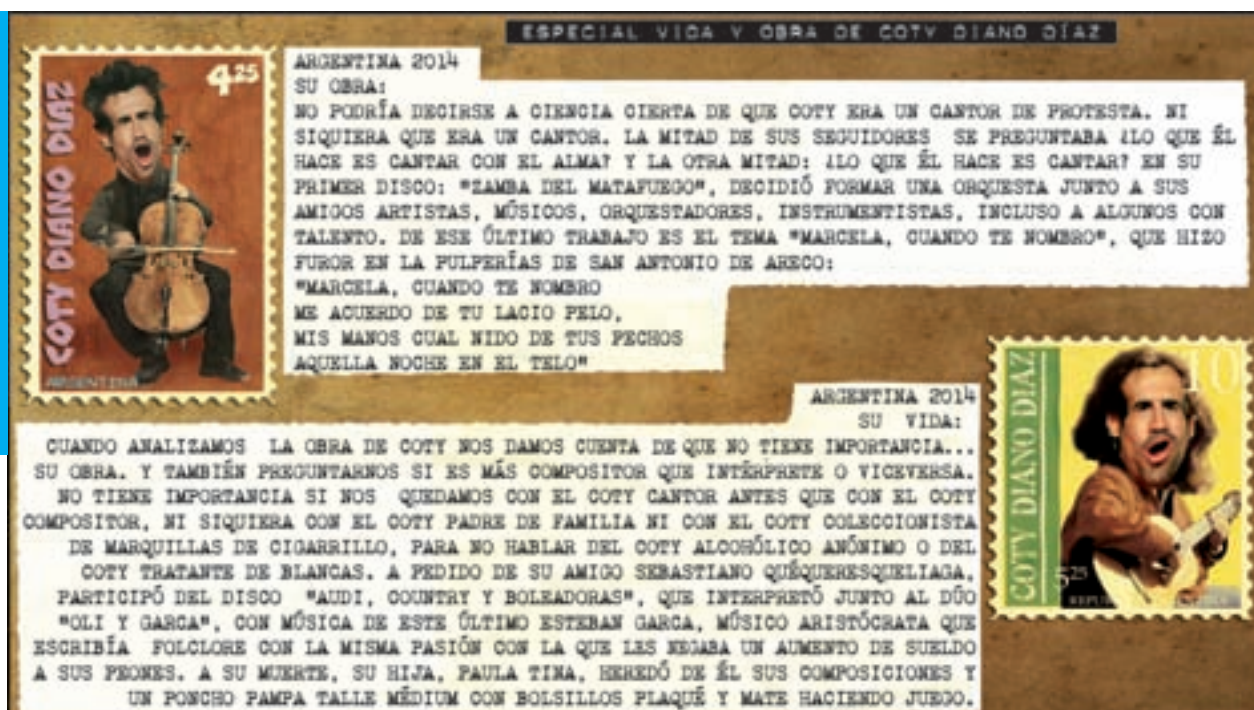 ESPECIAL VIDA Y OBRA DE COTY DIANO DÍAZ
4.25
COTY DIANO DIAZ
ARGENTINA
ARGENTINA 2014
SU OBRA:
NO PODRÍA DECIRSE A CIENCIA CIERTA DE QUE COTY ERA UN CANTOR DE PROTESTA. NI
SIQUIERA QUE ERA UN CANTOR. LA MITAD DE SUS SEGUIDORES SE PREGUNTABA ¿LO QUE ÉL
HACE ES CANTAR CON EL ALMA? Y LA OTRA MITAD: ¿LO QUE ÉL HACE ES CANTAR? EN SU
PRIMER DISCO: "ZAMBA DEL MATAFUEGO", DECIDIÓ FORMAR UNA ORQUESTA JUNTO A SUS
AMIGOS ARTISTAS, MÚSICOS, ORQUESTADORES, INSTRUMENTISTAS, INCLUSO A ALGUNOS CON
TALENTO. DE ESE ÚLTIMO TRABAJO ES EL TEMA "MARCELA, CUANDO TE NOMBRO", QUE HIZO
FUROR EN LA PULPERÍAS DE SAN ANTONIO DE ARECO:
"MARCELA, CUANDO TE NOMBRO
ME ACUERDO DE TU LACIO PELO,
MIS MANOS CUAL NIDO DE TUS PECHOS
AQUELLA NOCHE EN EL TELO"
ARGENTINA 2014
SU VIDA:
CUANDO ANALIZAMOS LA OBRA DE COTY NOS DAMOS CUENTA DE QUE NO TIENE IMPORTANCIA...
SU OBRA. Y TAMBIÉN PREGUNTARNOS SI ES MÁS COMPOSITOR QUE INTÉRPRETE O VICEVERSA.
NO TIENE IMPORTANCIA SI NOS QUEDAMOS CON EL COTY CANTOR ANTES QUE CON EL COTY
COMPOSITOR, NI SIQUIERA CON EL COTY PADRE DE FAMILIA NI CON EL COTY COLECCIONISTA
DE MARQUILLAS DE CIGARRILLO, PARA NO HABLAR DEL COTY ALCOHÓLICO ANÓNIMO O DEL
COTY TRATANTE DE BLANCAS. A PEDIDO DE SU AMIGO SEBASTIANO QUÉQUERESQUELIAGA,
PARTICIPÓ DEL DISCO "AUDI, COUNTRY Y BOLEADORAS", QUE INTERPRETÓ JUNTO AL DÚO
"OLI Y GARCA", CON MÚSICA DE ESTE ÚLTIMO ESTEBAN GARCA, MÚSICO ARISTÓCRATA QUE
ESCRIBÍA FOLCLORE CON LA MISMA PASIÓN CON LA QUE LES NEGABA UN AUMENTO DE SUELDO
A SUS PEONES. A SU MUERTE, SU HIJA, PAULA TINA, HEREDÓ DE ÉL SUS COMPOSICIONES Y
UN PONCHO PAMPA TALLE MÉDIUM CON BOLSILLOS PLAQUÉ Y MATE HACIENDO JUEGO.
10
COTY DIANO DIAZ
5.25